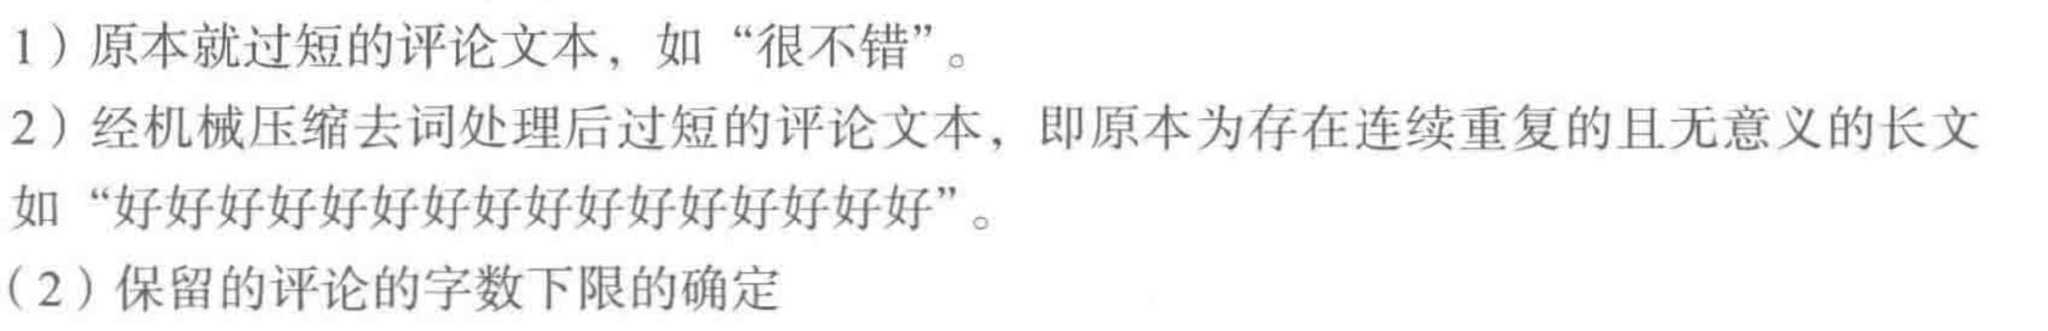 1）原本就过短的评论文本，如“很不错”。
2）经机械压缩去词处理后过短的评论文本，即原本为存在连续重复的且无意义的长文
如“好好好好好好好好好好好好好好好好”。
（2）保留的评论的字数下限的确定